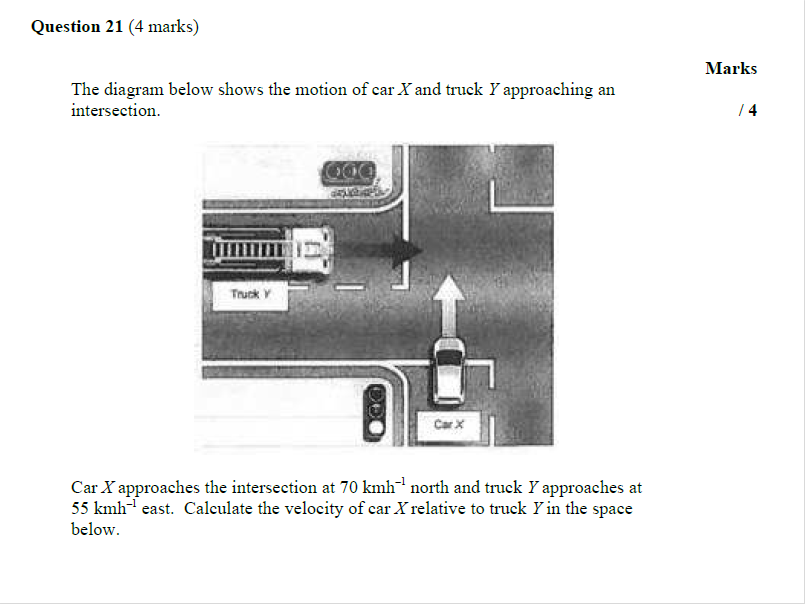 Question 21 (4 marks)
Marks
The diagram below shows the motion of car X and truck Y approaching an
intersection.
/ 4
Truck Y
Car X
Car X approaches the intersection at 70 kmh⁻¹ north and truck Y approaches at
55 kmh⁻¹ east. Calculate the velocity of car X relative to truck Y in the space
below.